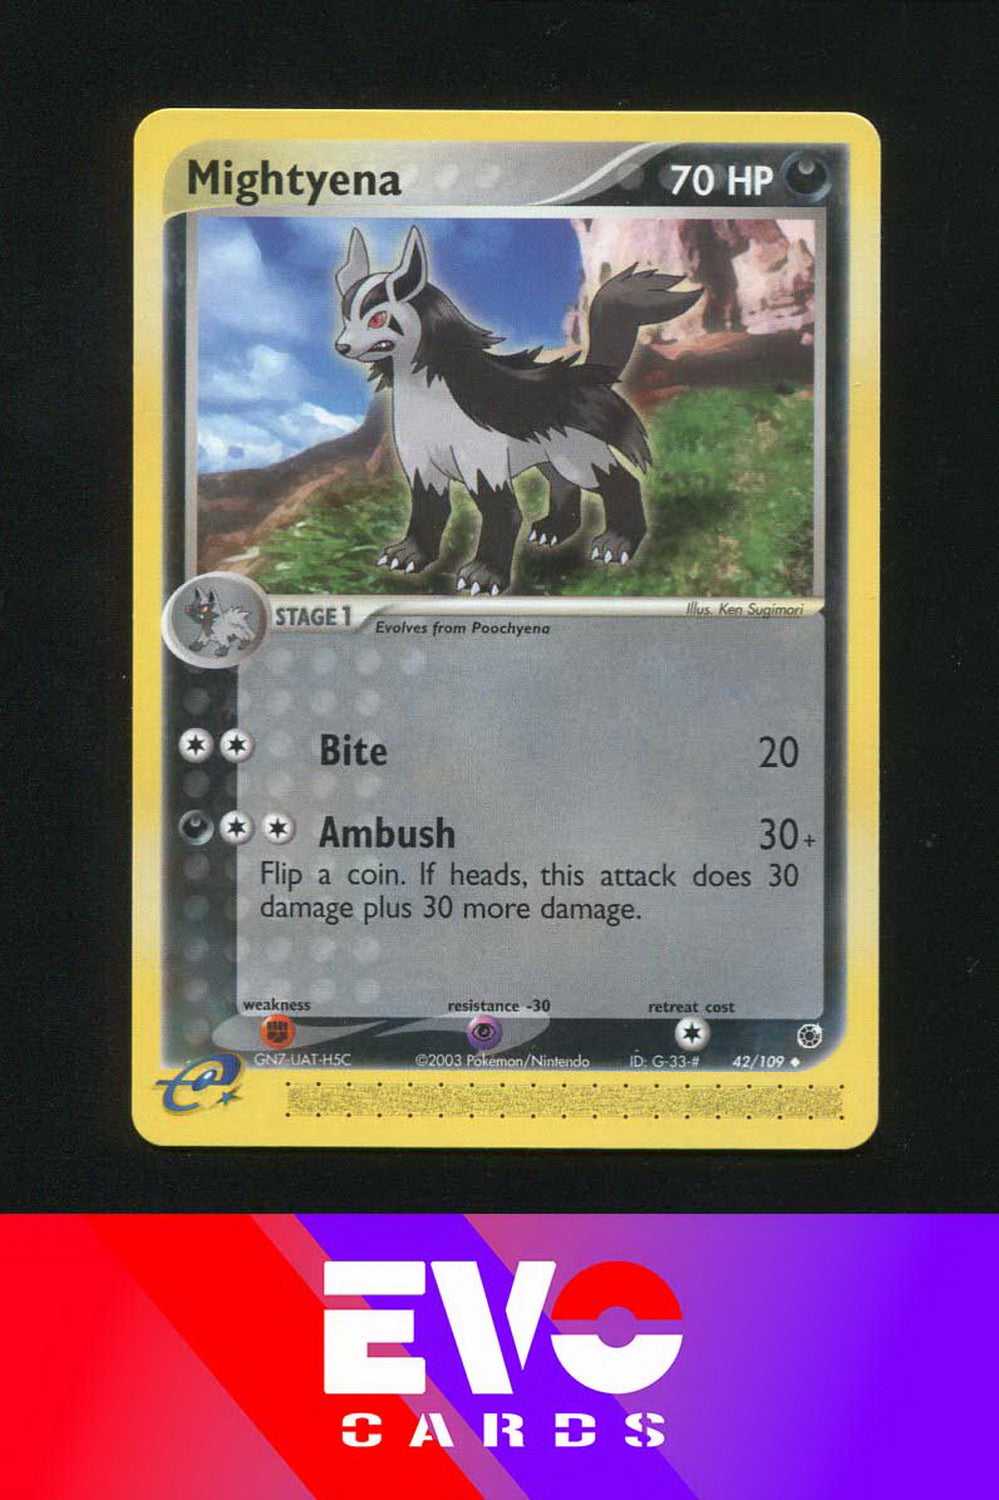 Mightyena 70 HP
STAGE 1
Illus. Ken Sugimori
Evolves from Poochyena
Bite 20
Ambush 30+
Flip a coin. If heads, this attack does 30
damage plus 30 more damage.
weakness resistance -30 retreat cost
GN7-UAT-H5C ©2003 Pokemon/Nintendo ID: G-33-# 42/109
EVO
CARDS